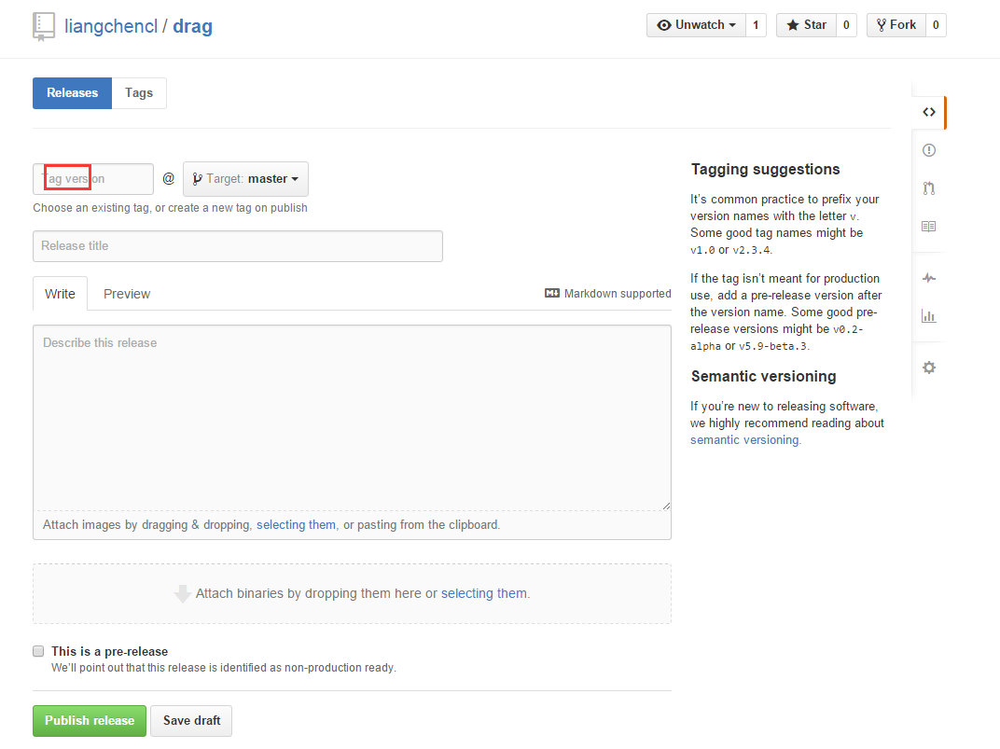 liangchencl / drag
Unwatch 1 Star 0 Fork 0
Releases Tags
Tag version @ Target: master
Choose an existing tag, or create a new tag on publish
Release title
Write Preview Markdown supported
Describe this release
Attach images by dragging & dropping, selecting them, or pasting from the clipboard.
Attach binaries by dropping them here or selecting them.
This is a pre-release
We'll point out that this release is identified as non-production ready.
Publish release Save draft
Tagging suggestions
It's common practice to prefix your
version names with the letter v.
Some good tag names might be
v1.0 or v2.3.4.
If the tag isn't meant for production
use, add a pre-release version after
the version name. Some good pre-
release versions might be v0.2-
alpha or v5.9-beta.3.
Semantic versioning
If you're new to releasing software,
we highly recommend reading about
semantic versioning.